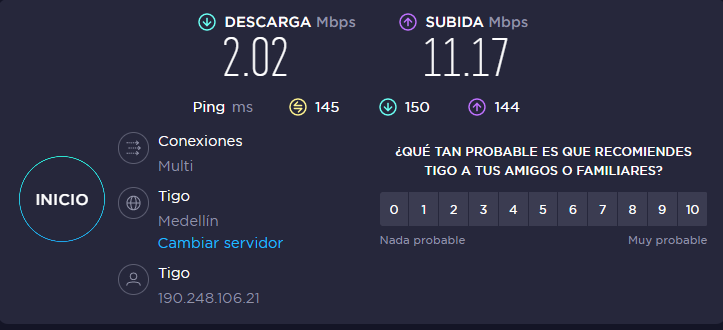 DESCARGA Mbps
SUBIDA Mbps
2.02
11.17
Ping ms 145 150 144
Conexiones
Multi
Tigo
Medellín
Cambiar servidor
Tigo
190.248.106.21
INICIO
¿QUÉ TAN PROBABLE ES QUE RECOMIENDES
TIGO A TUS AMIGOS O FAMILIARES?
0 1 2 3 4 5 6 7 8 9 10
Nada probable
Muy probable